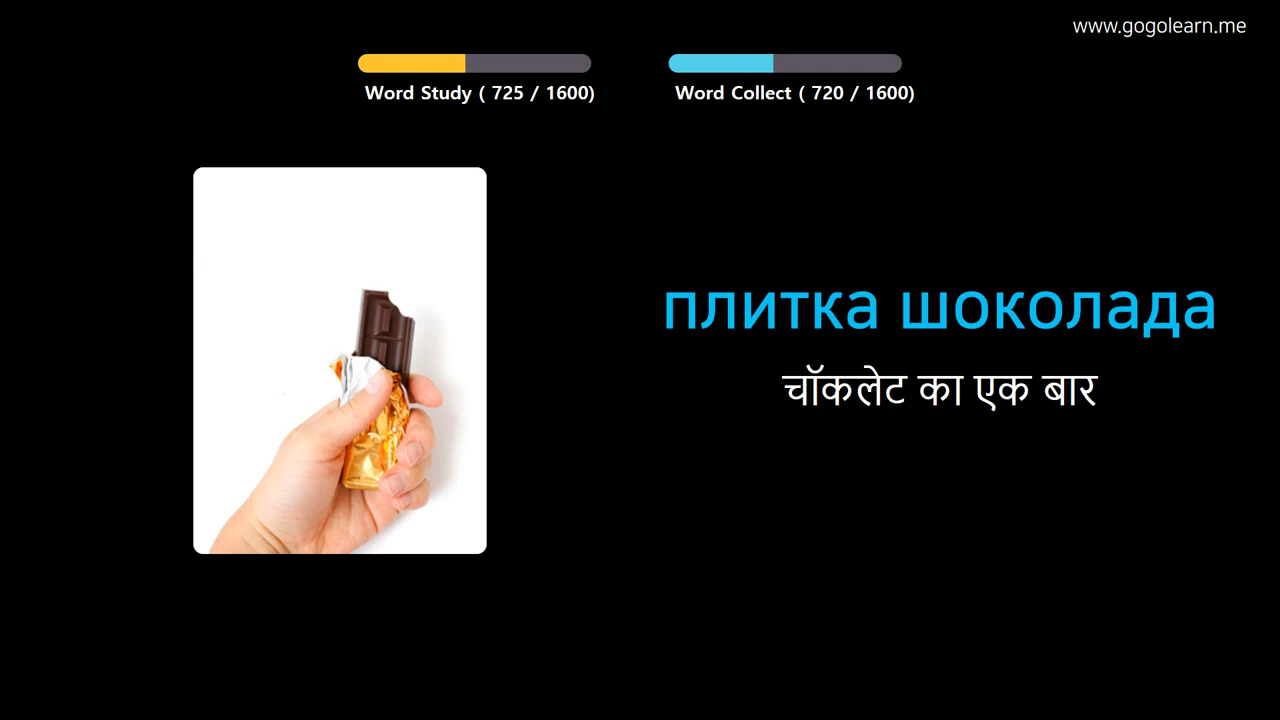 www.gogolearn.me
Word Study ( 725 / 1600)
Word Collect ( 720 / 1600)
плитка шоколада
चॉकलेट का एक बार